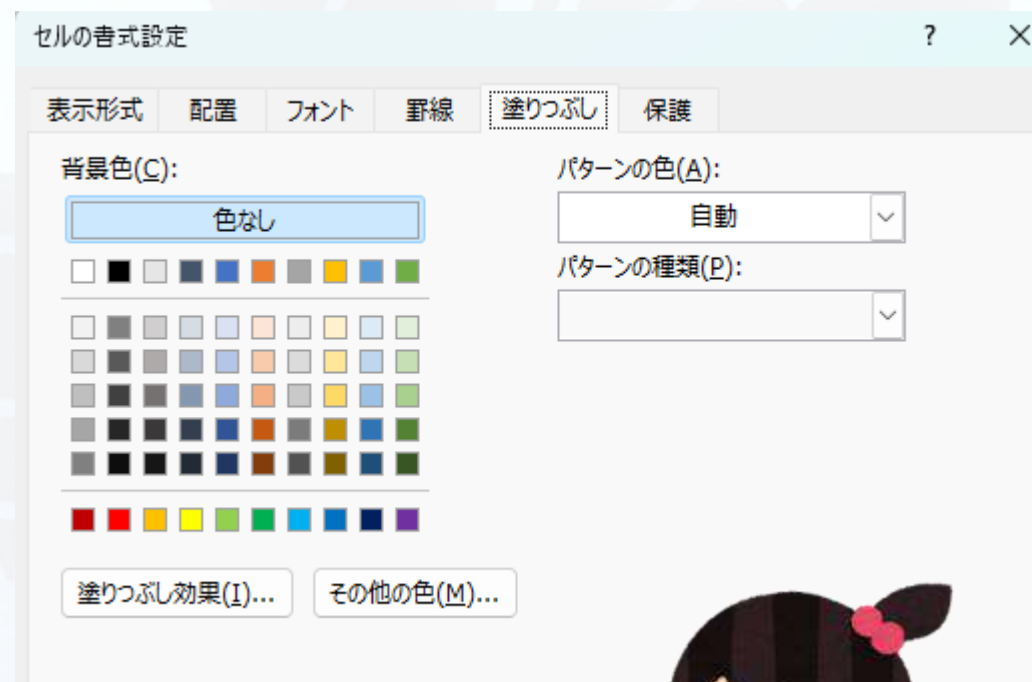 セルの書式設定 ? ×
表示形式 配置 フォント 罫線 塗りつぶし 保護
背景色(C): パターンの色(A):
色なし 自動
パターンの種類(P):
塗りつぶし効果(I)... その他の色(M)...